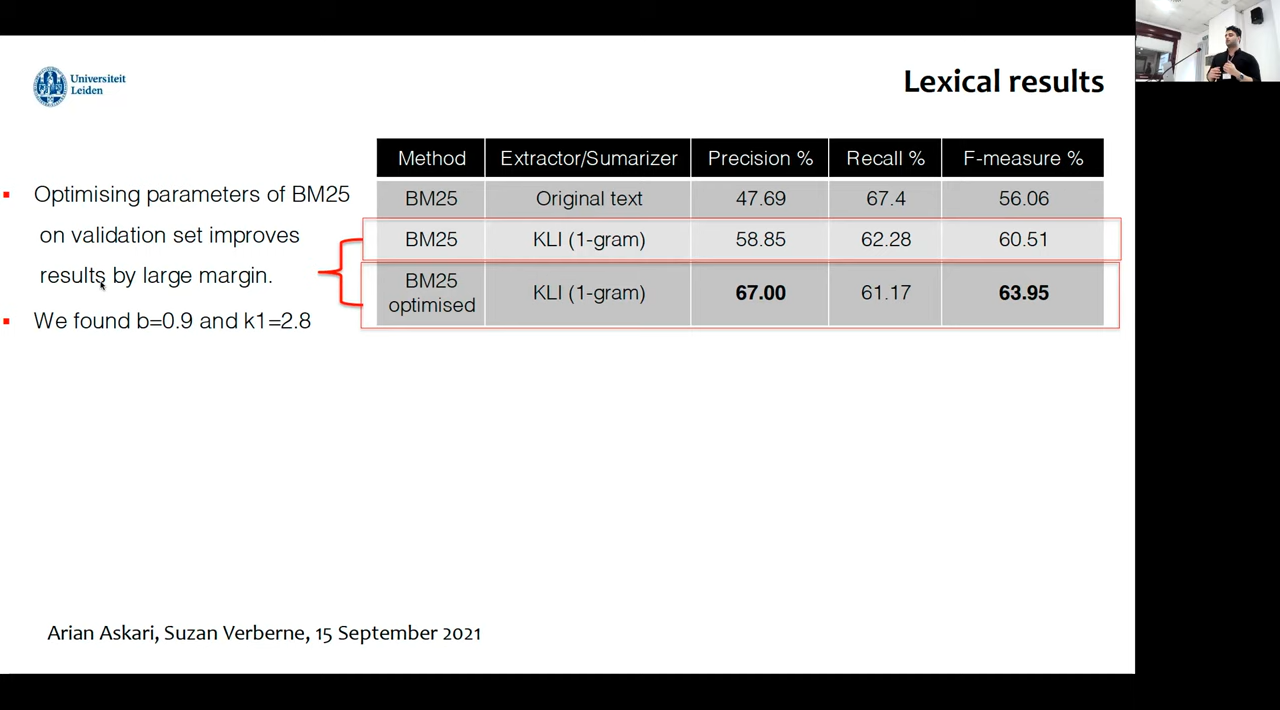 Universiteit
Leiden
Lexical results
Optimising parameters of BM25
on validation set improves
results by large margin.
We found b=0.9 and k1=2.8
Method Extractor/Sumarizer Precision % Recall % F-measure %
BM25 Original text 47.69 67.4 56.06
BM25 KLI (1-gram) 58.85 62.28 60.51
BM25
optimised KLI (1-gram) 67.00 61.17 63.95
Arian Askari, Suzan Verberne, 15 September 2021